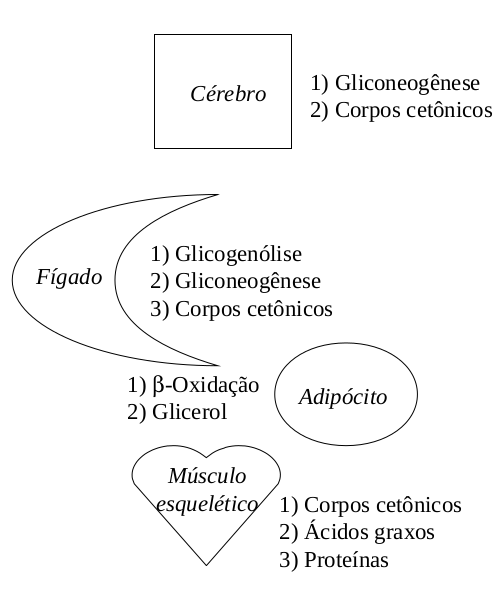 Cérebro
1) Gliconeogênese
2) Corpos cetônicos
Fígado
1) Glicogenólise
2) Gliconeogênese
3) Corpos cetônicos
1) β-Oxidação
2) Glicerol
Adipócito
Músculo
esquelético
1) Corpos cetônicos
2) Ácidos graxos
3) Proteínas